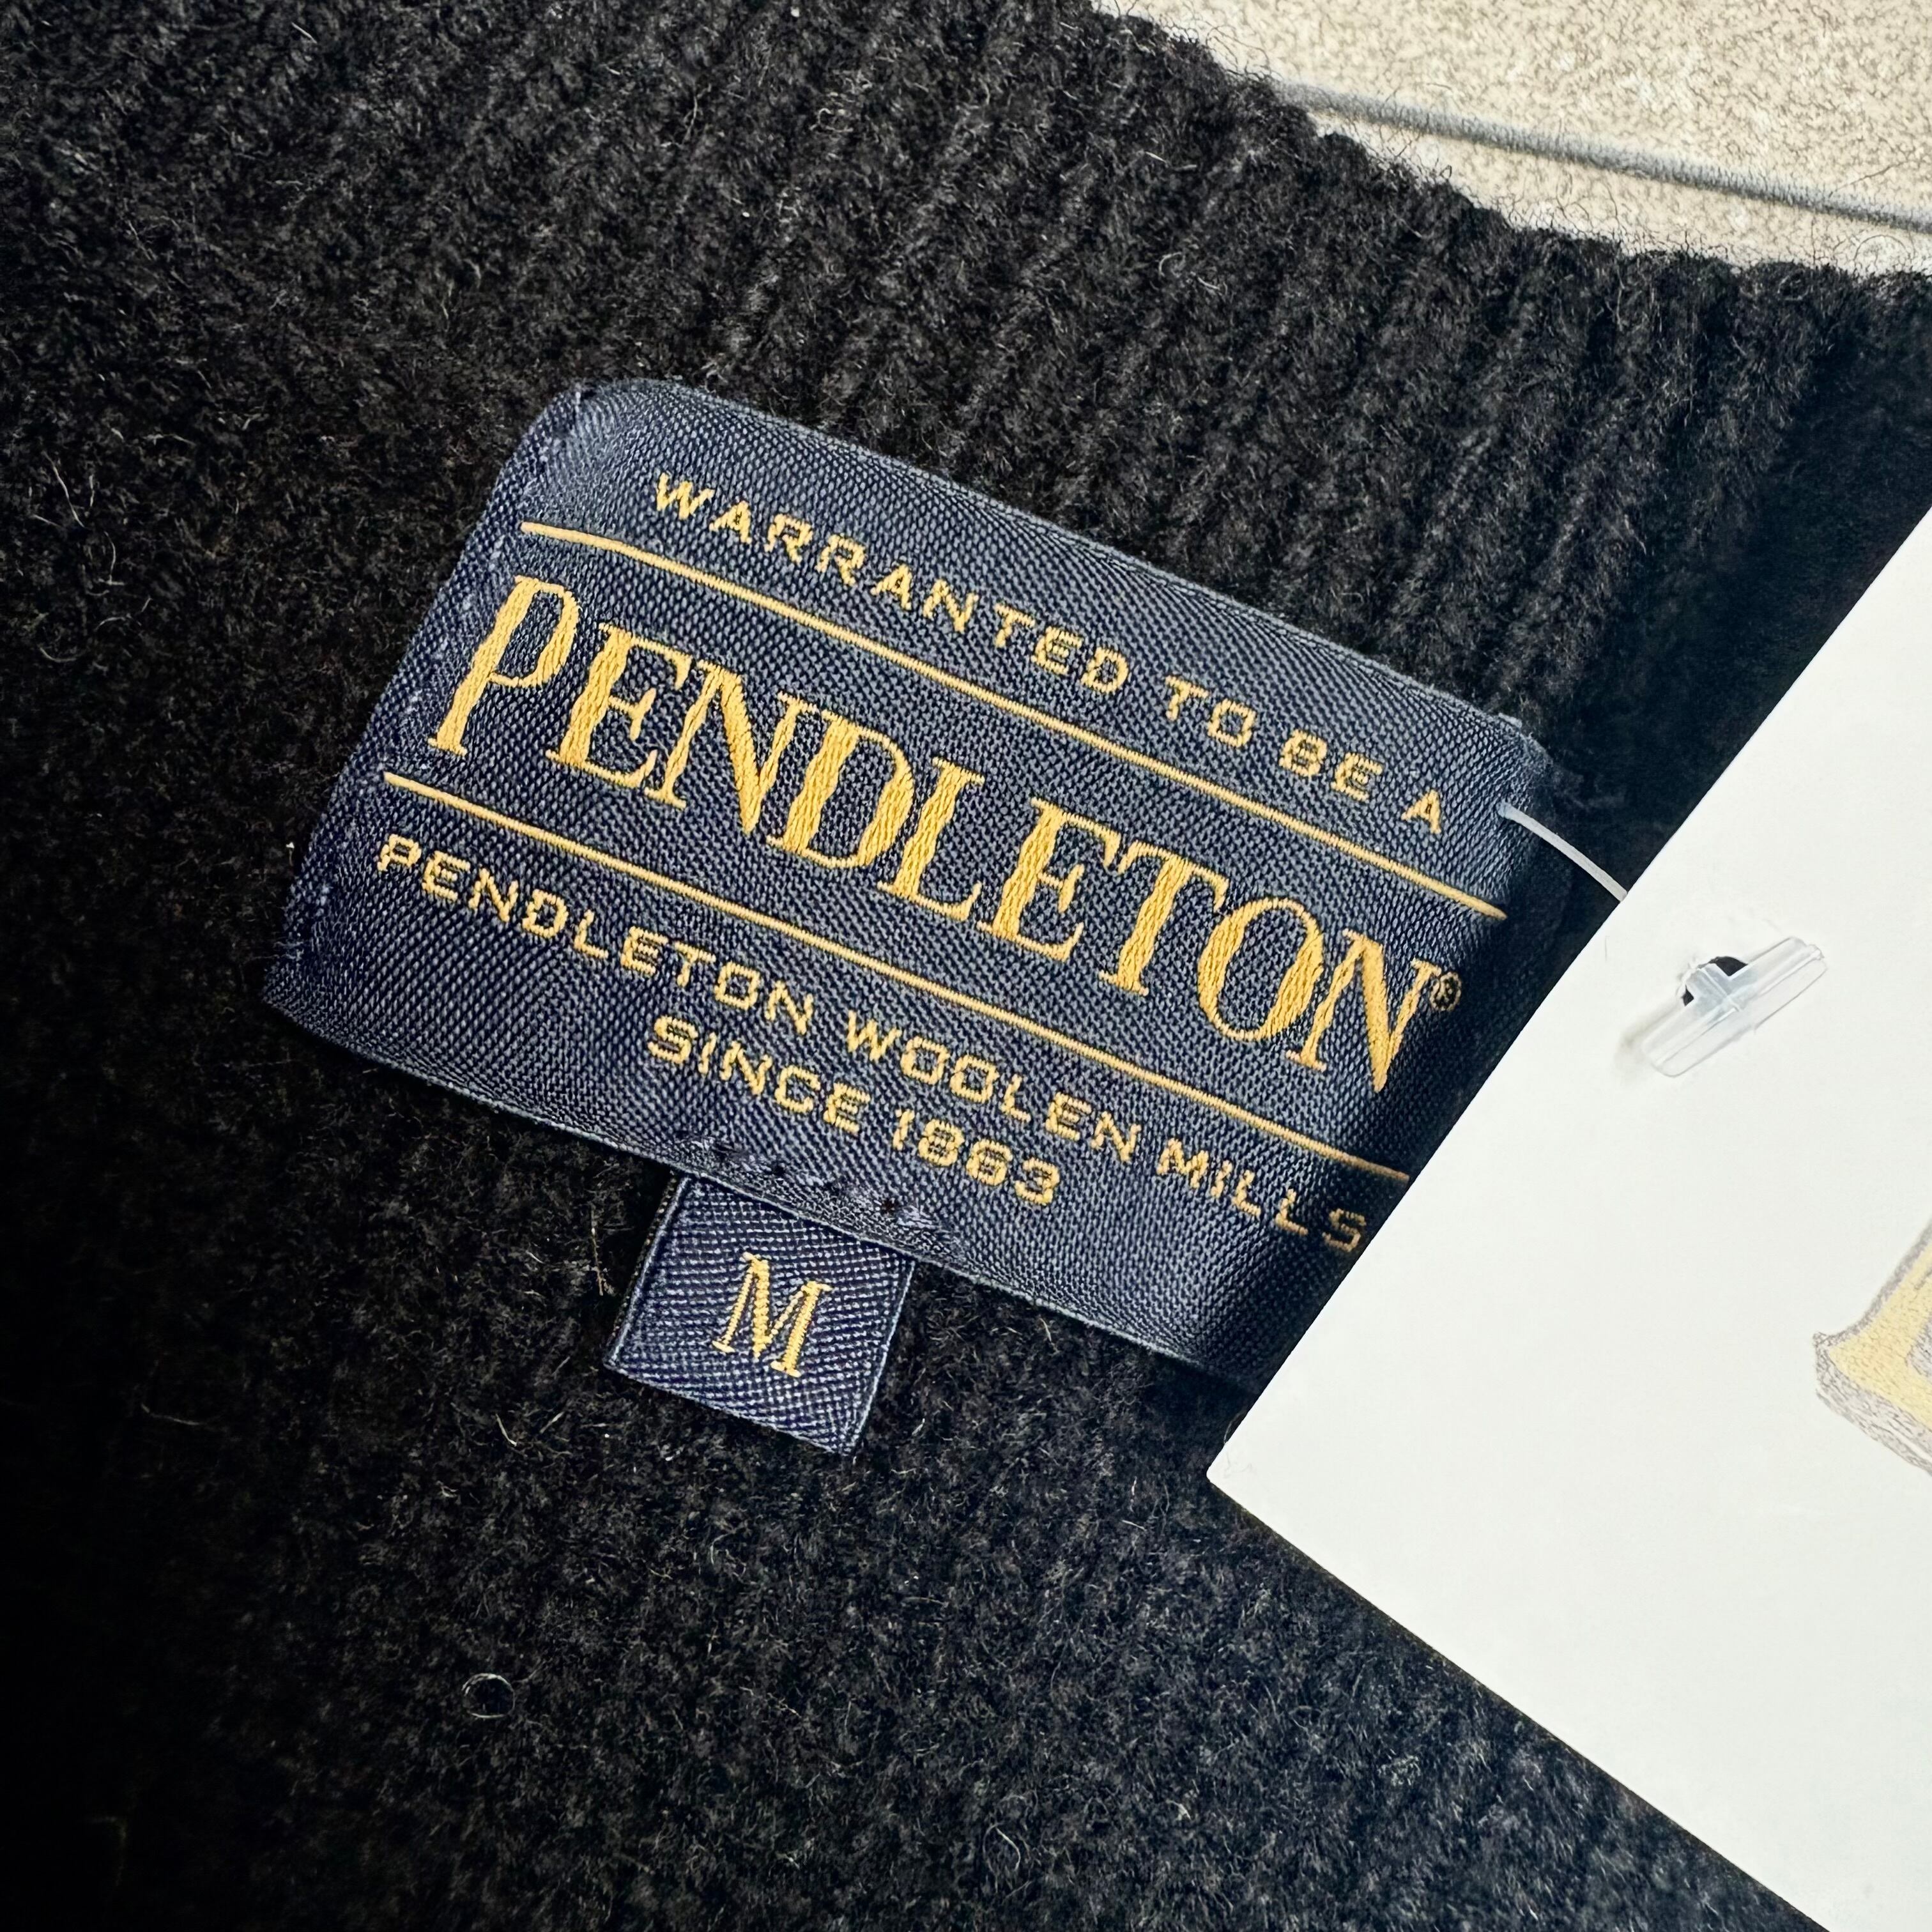 WARRANTED TO BE A
PENDLETON®
PENDLETON WOOLEN MILLS
SINCE 1863
M